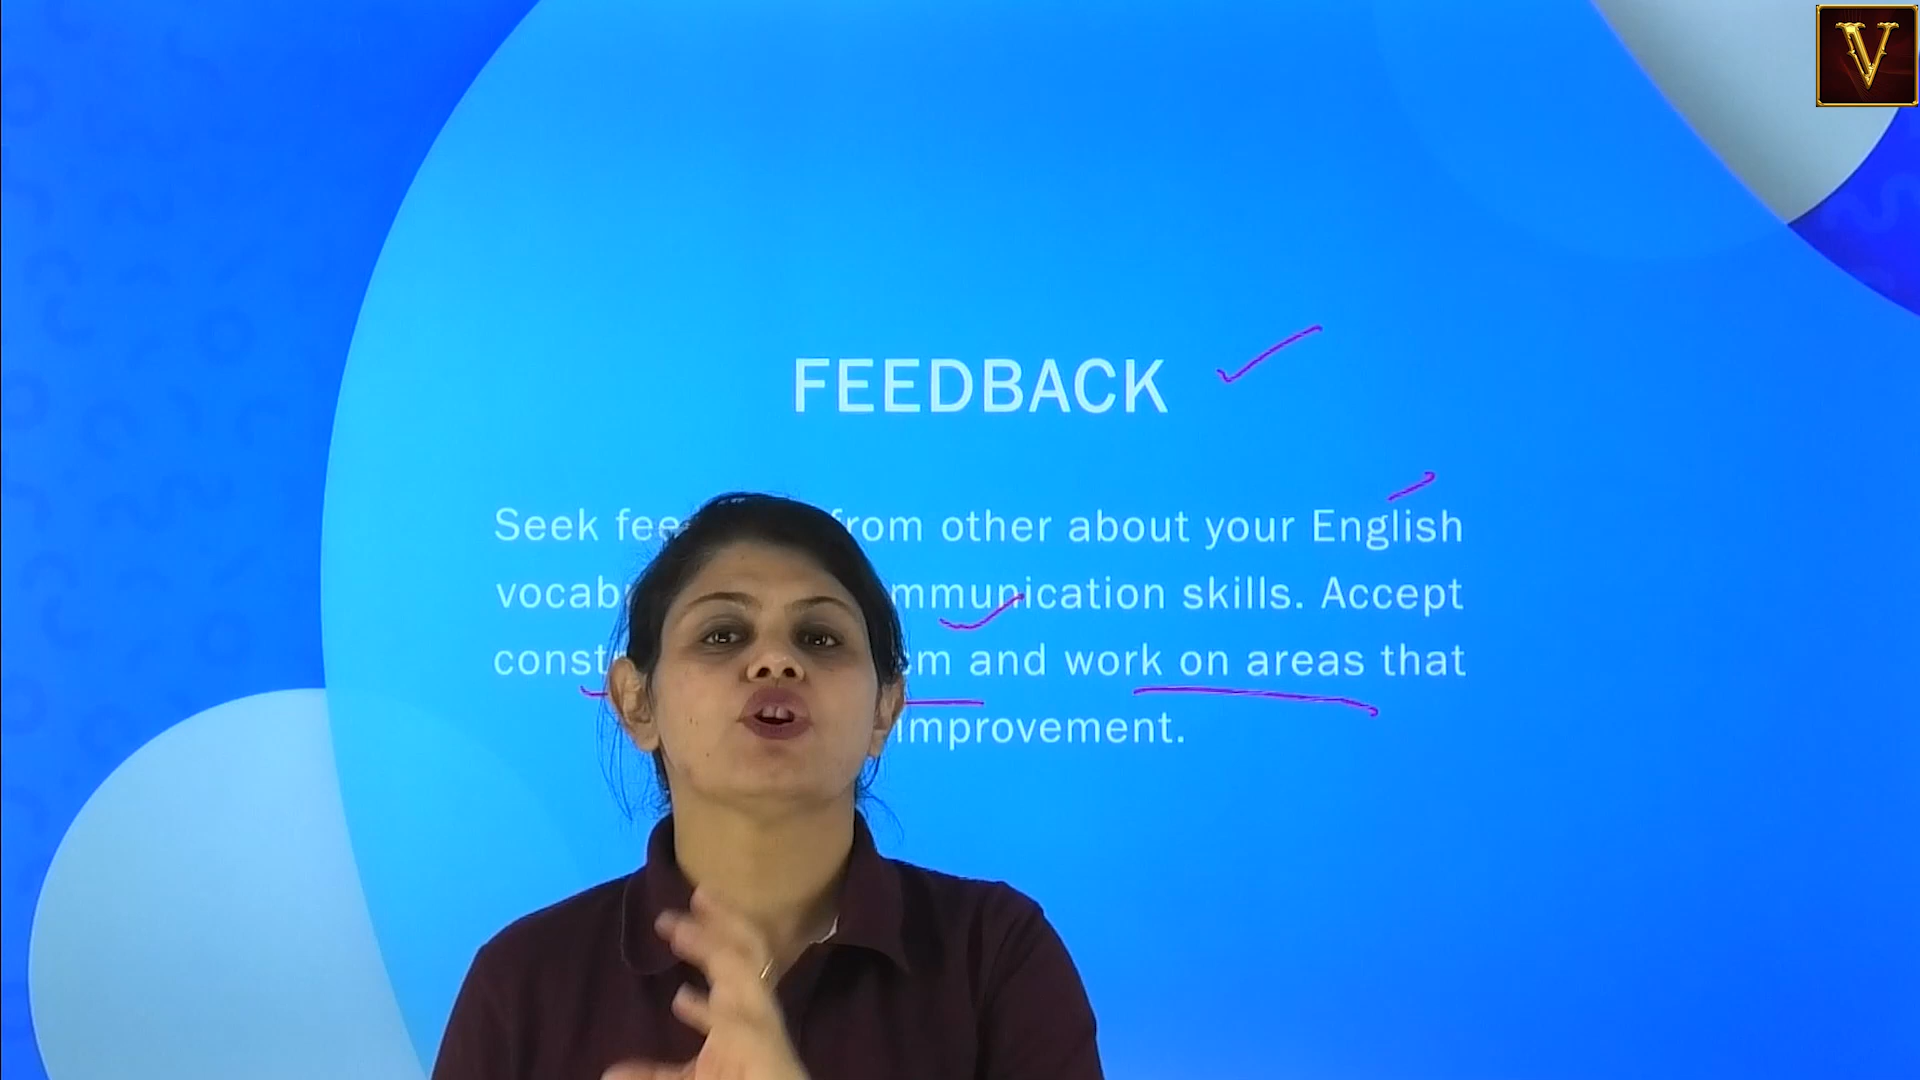 V
FEEDBACK
Seek fee from other about your English
vocab mmunication skills. Accept
const sm and work on areas that
improvement.